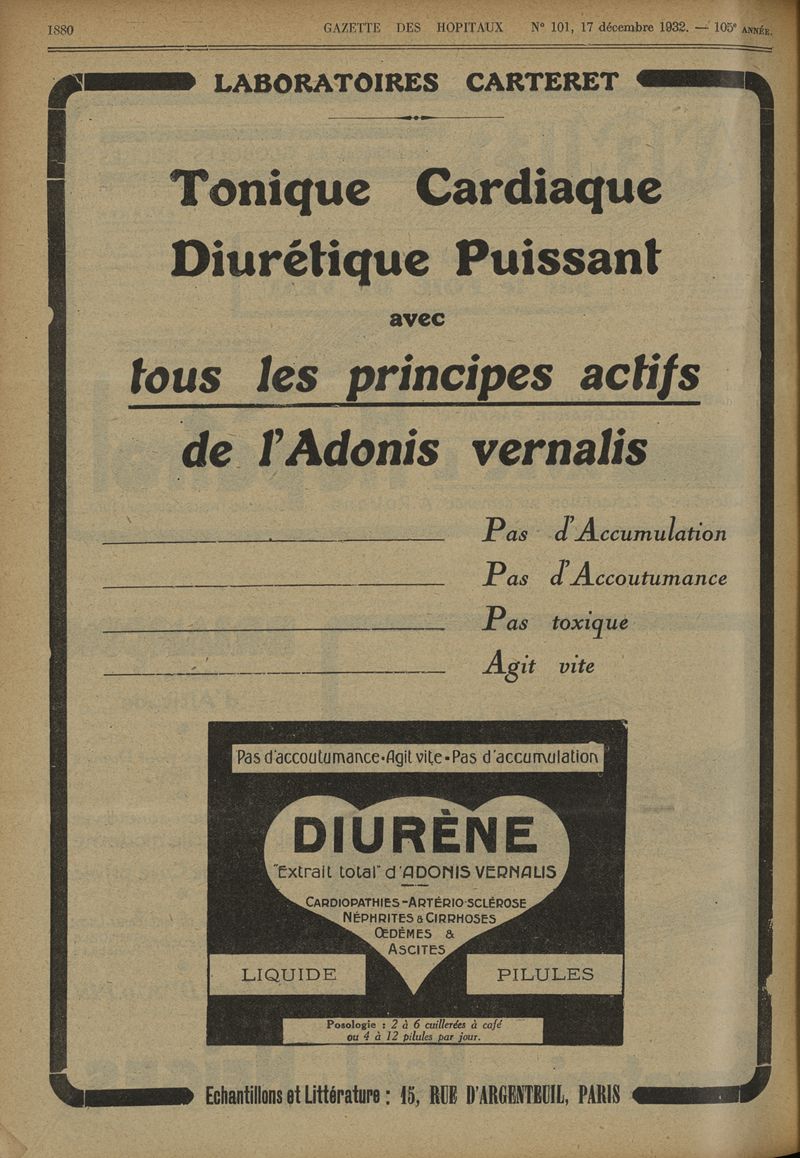 1880
GAZETTE DES HOPITAUX N° 101, 17 décembre 1932. — 105e ANNÉE.
LABORATOIRES CARTERET
Tonique Cardiaque
Diurétique Puissant
avec
tous les principes actifs
de l'Adonis vernalis
Pas d'Accumulation
Pas d'Accoutumance
Pas toxique
Agit vite
Pas d'accoutumance-Agit vite-Pas d'accumulation
DIURÈNE
"Extrait total" d'ADONIS VERNALIS
CARDIOPATHIES-ARTÉRIO-SCLÉROSE
NÉPHRITES & CIRRHOSES
ŒDÈMES &
ASCITES
LIQUIDE
PILULES
Posologie : 2 à 6 cuillerées à café
ou 4 à 12 pilules par jour.
Echantillons et Littérature : 15, RUE D'ARGENTEUIL, PARIS